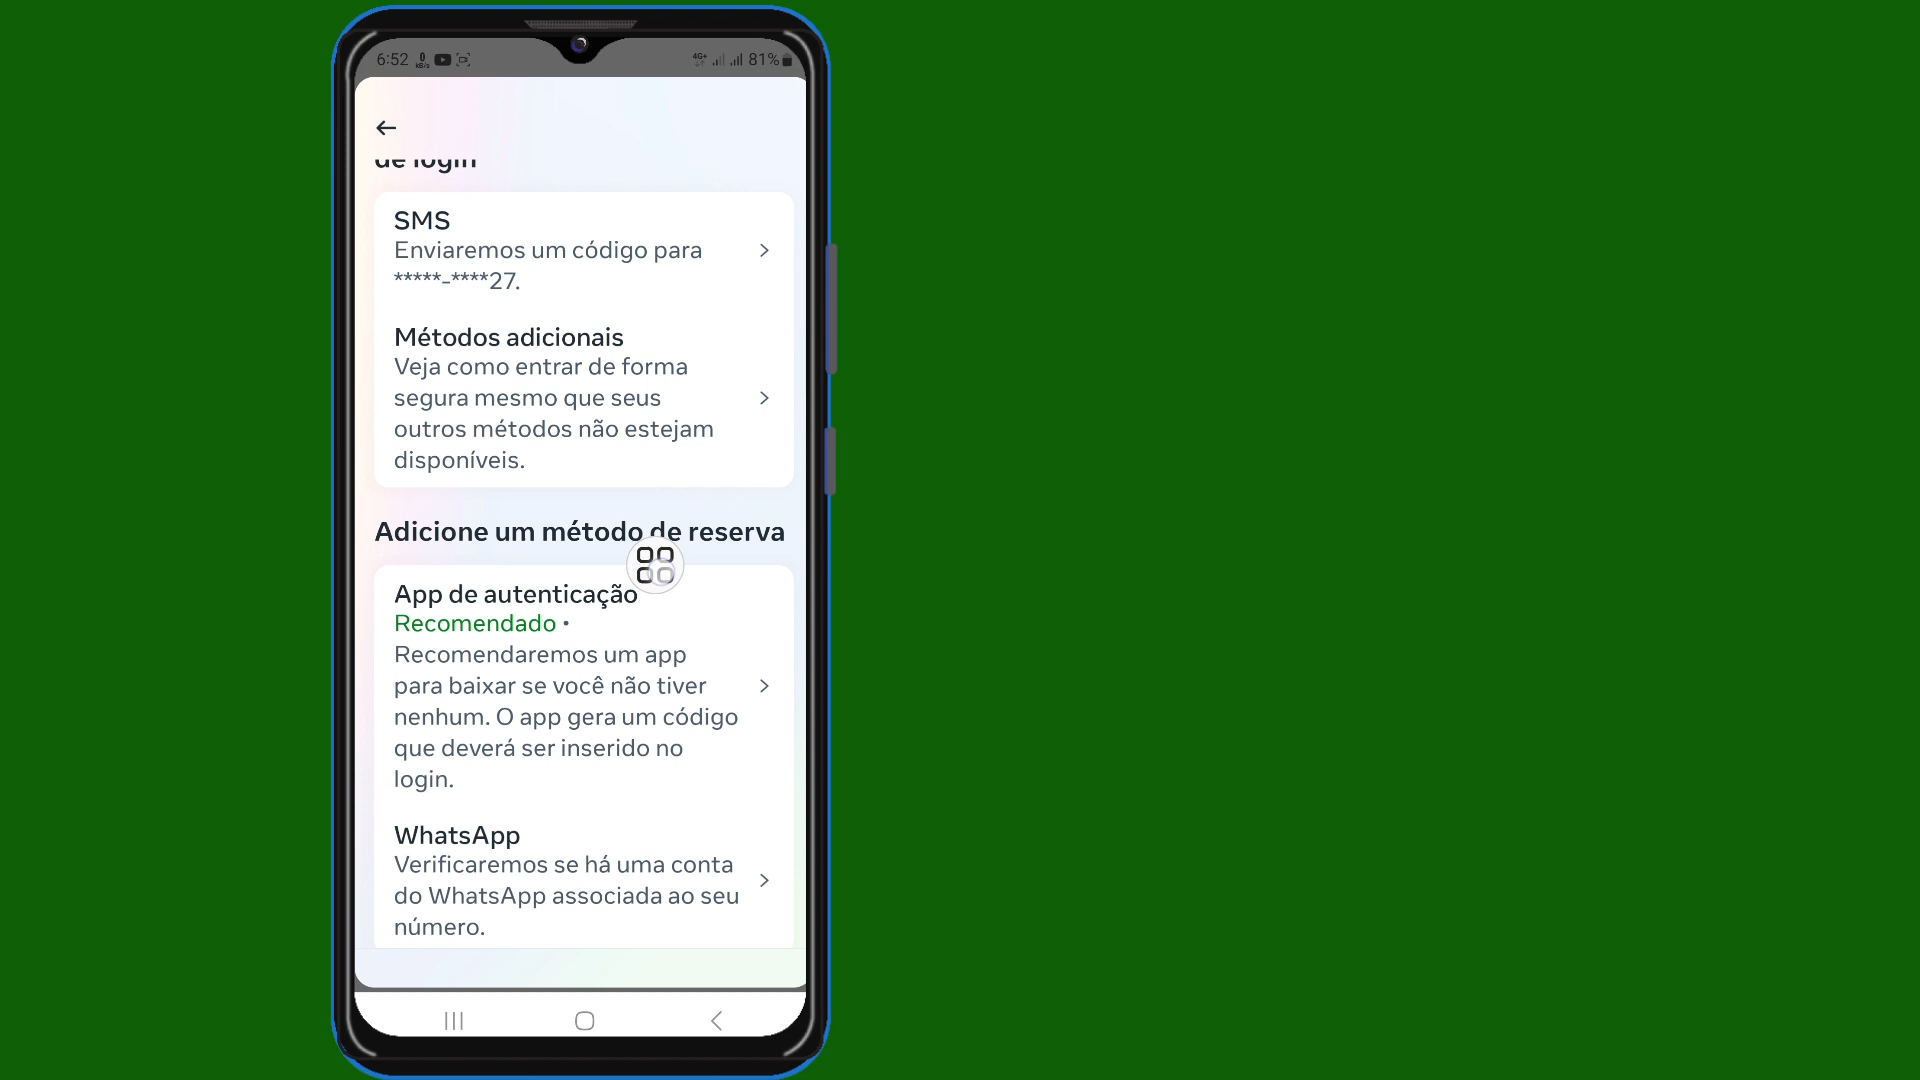 6:52 0 KB/s 4G+ 81%
de login
SMS
Enviaremos um código para
*****-****27.
Métodos adicionais
Veja como entrar de forma
segura mesmo que seus
outros métodos não estejam
disponíveis.
Adicione um método de reserva
App de autenticação
Recomendado •
Recomendaremos um app
para baixar se você não tiver
nenhum. O app gera um código
que deverá ser inserido no
login.
WhatsApp
Verificaremos se há uma conta
do WhatsApp associada ao seu
número.